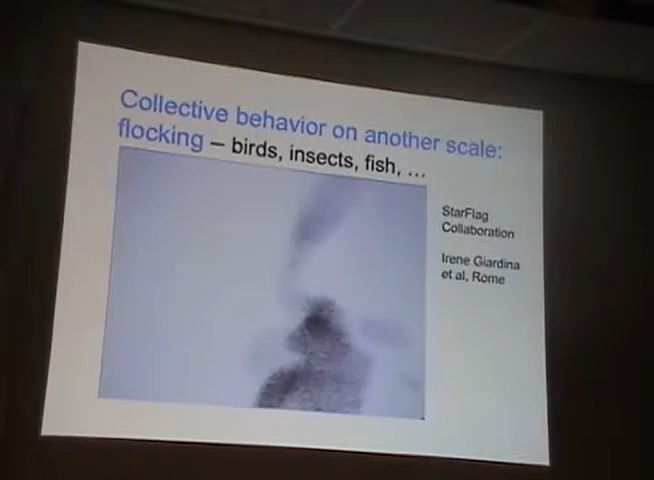 Collective behavior on another scale:
flocking – birds, insects, fish, ...
StarFlag
Collaboration
Irene Giardina
et al, Rome